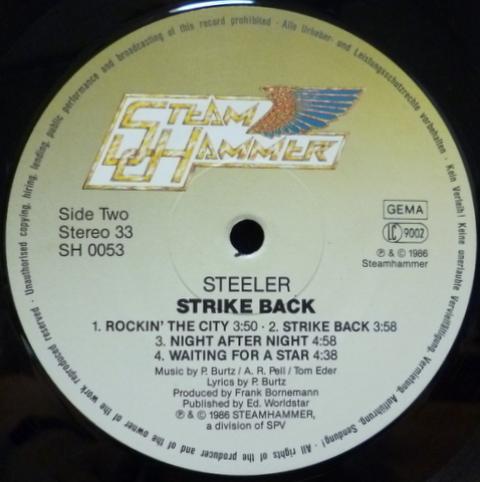 Unauthorised copying, hiring, lending, public performance and broadcasting of this record prohibited · Alle Urheber- und Leistungsschutzrechte vorbehalten · Kein Verleih! Keine unerlaubte Vervielfältigung, Vermietung, Aufführung, Sendung! · All rights of the producer and of the owner of the work reproduced reserved ·
STEAM
HAMMER
Side Two
Stereo 33
SH 0053
GEMA
LC 9002
℗ & © 1986
Steamhammer
STEELER
STRIKE BACK
1. ROCKIN' THE CITY 3:50 · 2. STRIKE BACK 3:58
3. NIGHT AFTER NIGHT 4:58
4. WAITING FOR A STAR 4:38
Music by P. Burtz / A. R. Pell / Tom Eder
Lyrics by P. Burtz
Produced by Frank Bornemann
Published by Ed. Worldstar
℗ & © 1986 STEAMHAMMER,
a division of SPV